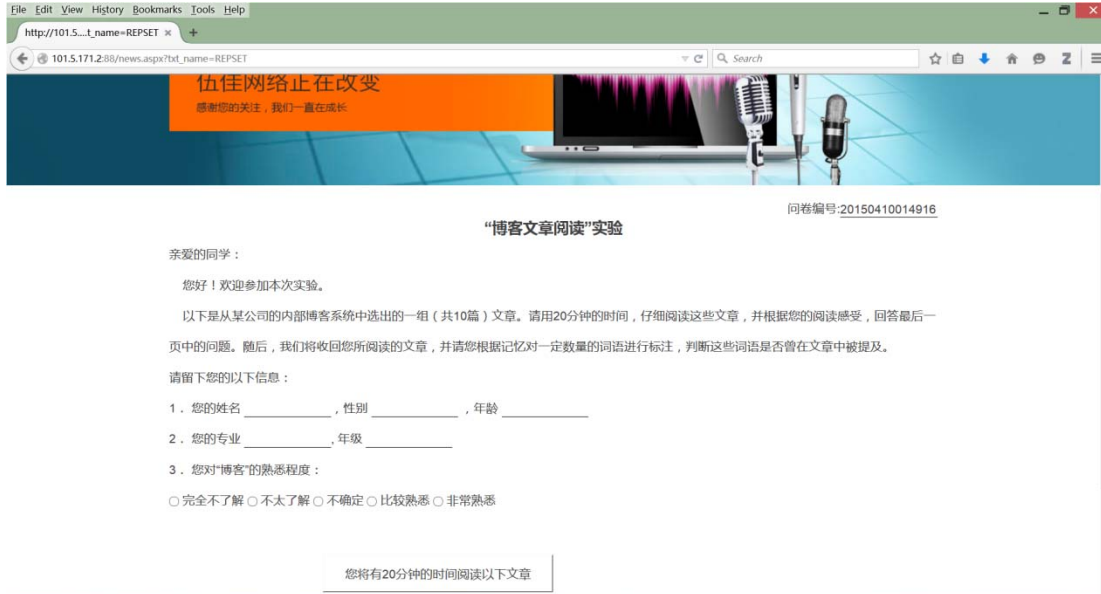 File Edit View History Bookmarks Tools Help
http://101.5....t_name=REPSET × +
101.5.171.2:88/news.aspx?txt_name=REPSET Search
伍佳网络正在改变
感谢您的关注，我们一直在成长
问卷编号:20150410014916
“博客文章阅读”实验
亲爱的同学：
您好！欢迎参加本次实验。
以下是从某公司的内部博客系统中选出的一组（共10篇）文章。请用20分钟的时间，仔细阅读这些文章，并根据您的阅读感受，回答最后一
页中的问题。随后，我们将收回您所阅读的文章，并请您根据记忆对一定数量的词语进行标注，判断这些词语是否曾在文章中被提及。
请留下您的以下信息：
1．您的姓名 ____________，性别 ____________，年龄 ____________
2．您的专业 ____________, 年级 ____________
3．您对“博客”的熟悉程度：
○ 完全不了解 ○ 不太了解 ○ 不确定 ○ 比较熟悉 ○ 非常熟悉
您将有20分钟的时间阅读以下文章